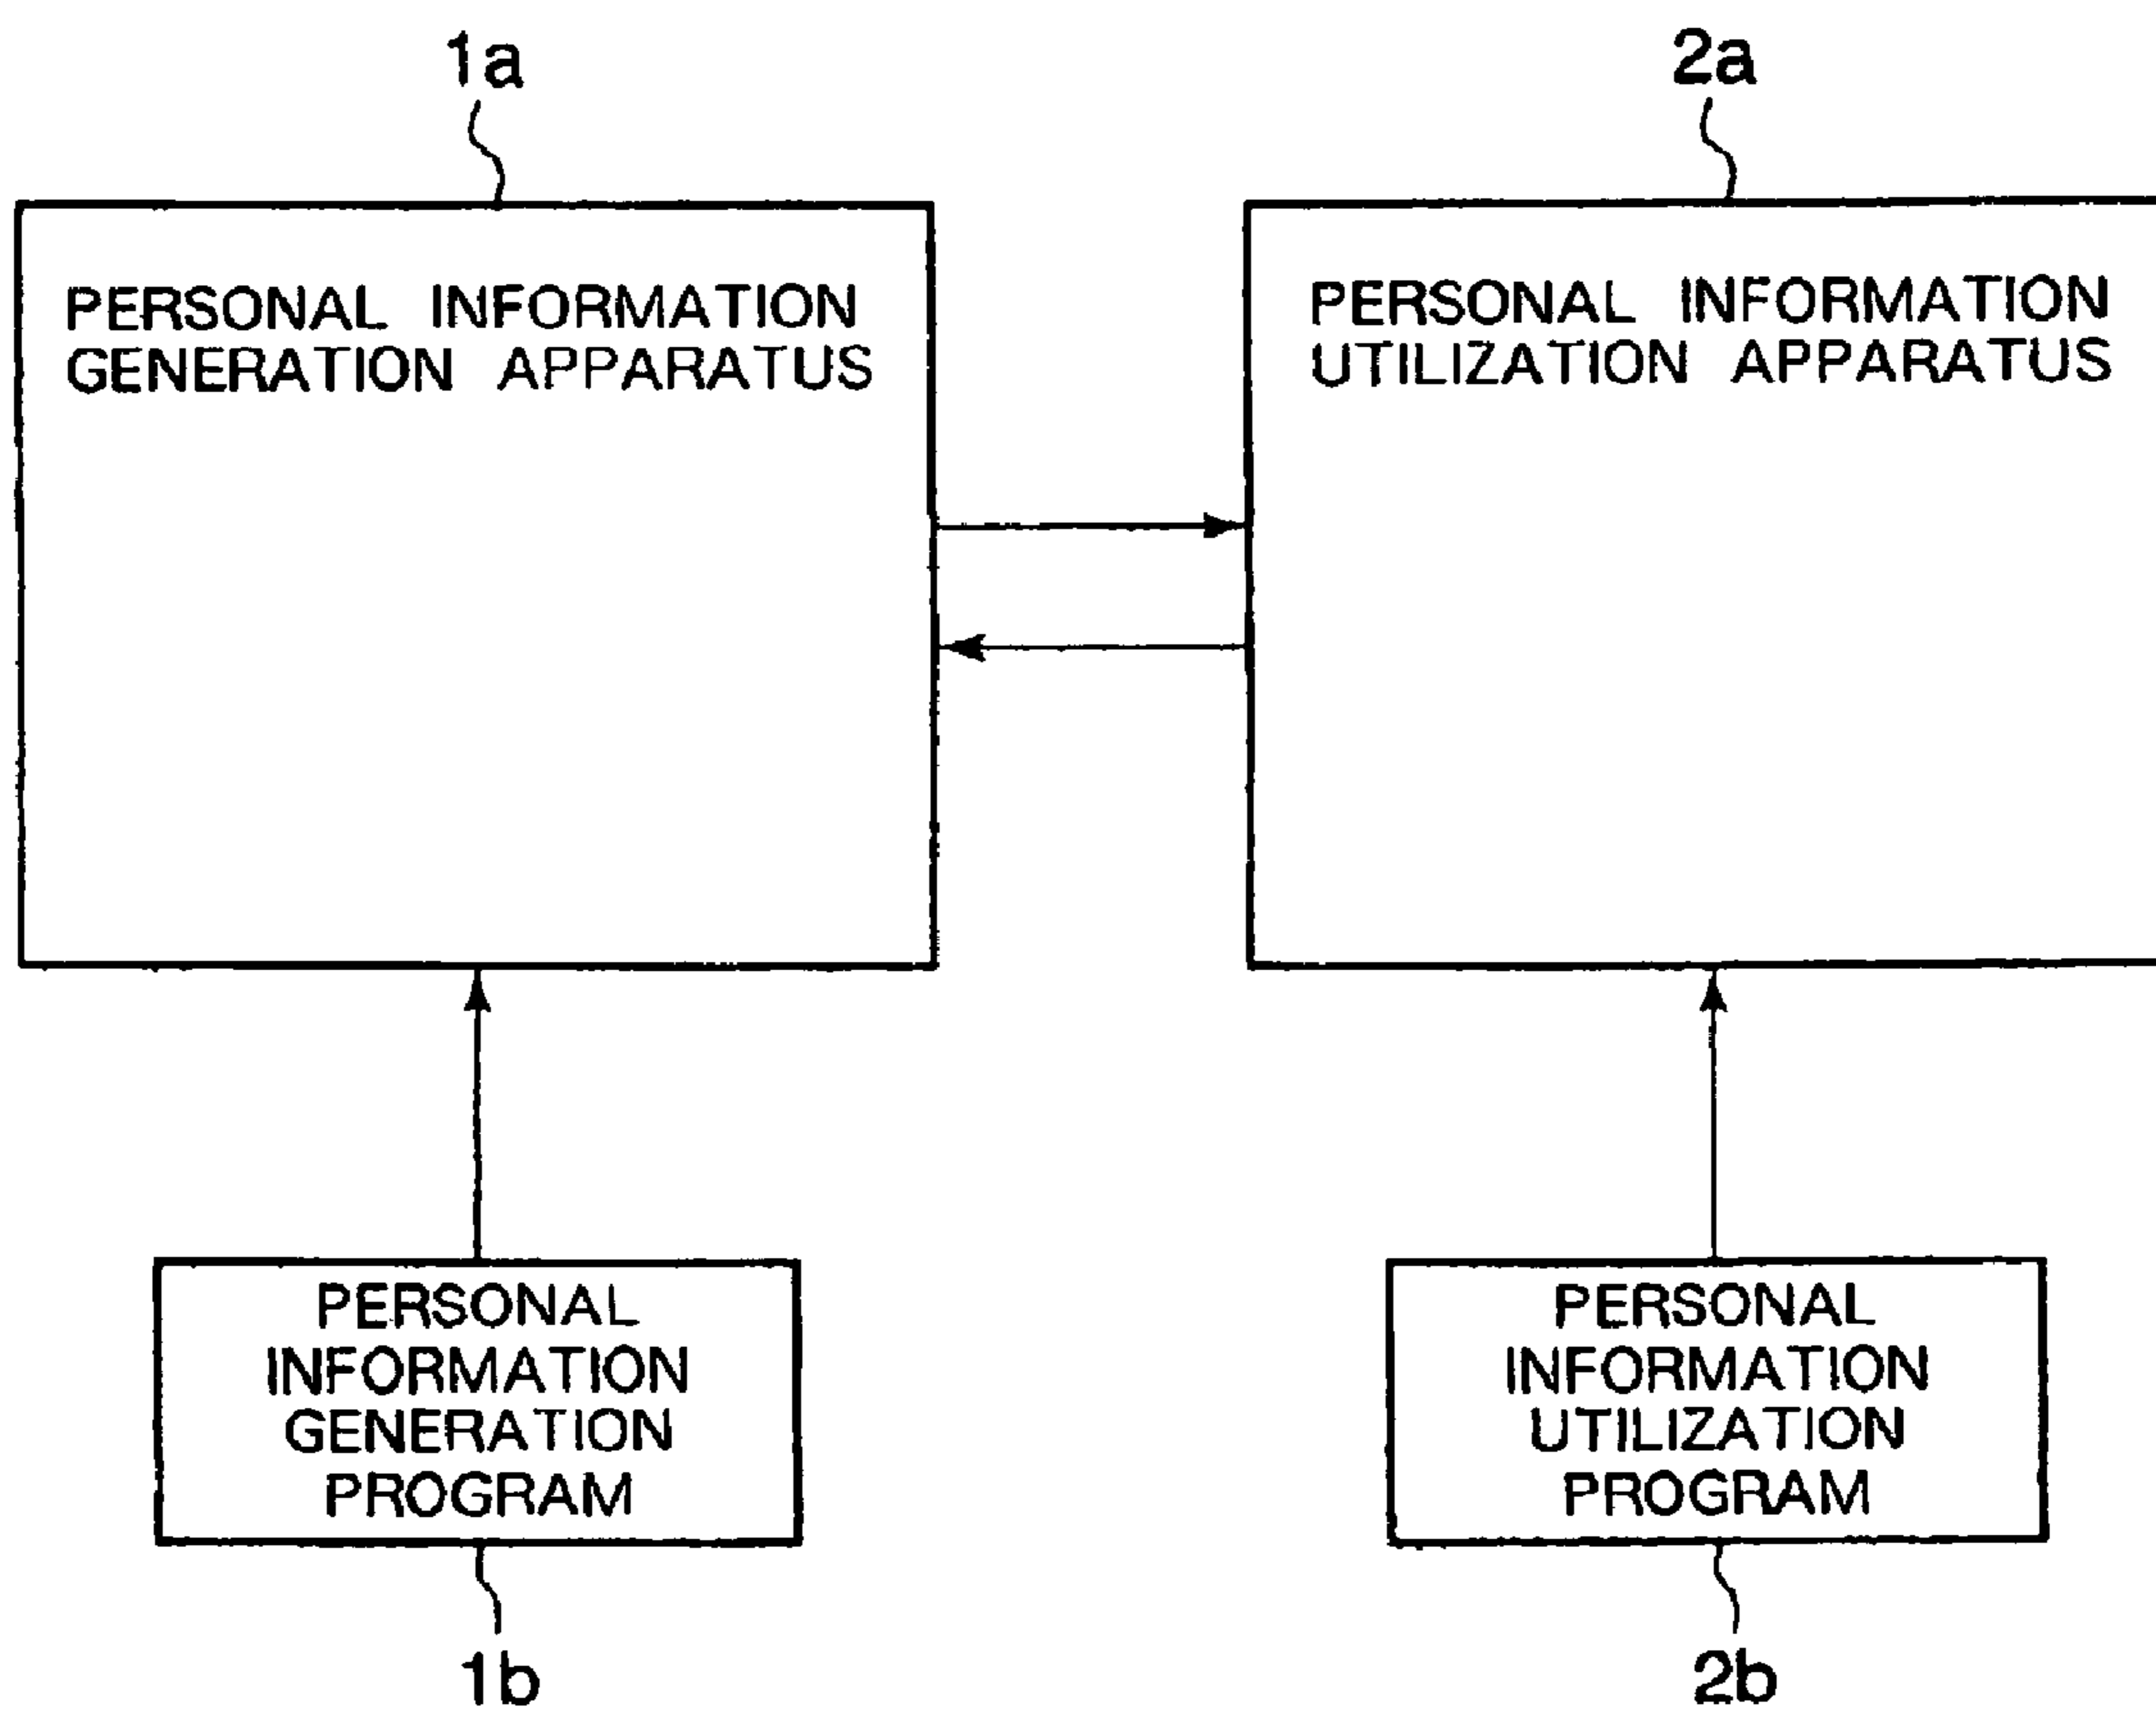 1a
2a
PERSONAL INFORMATION
GENERATION APPARATUS
PERSONAL INFORMATION
UTILIZATION APPARATUS
PERSONAL
INFORMATION
GENERATION
PROGRAM
PERSONAL
INFORMATION
UTILIZATION
PROGRAM
1b
2b